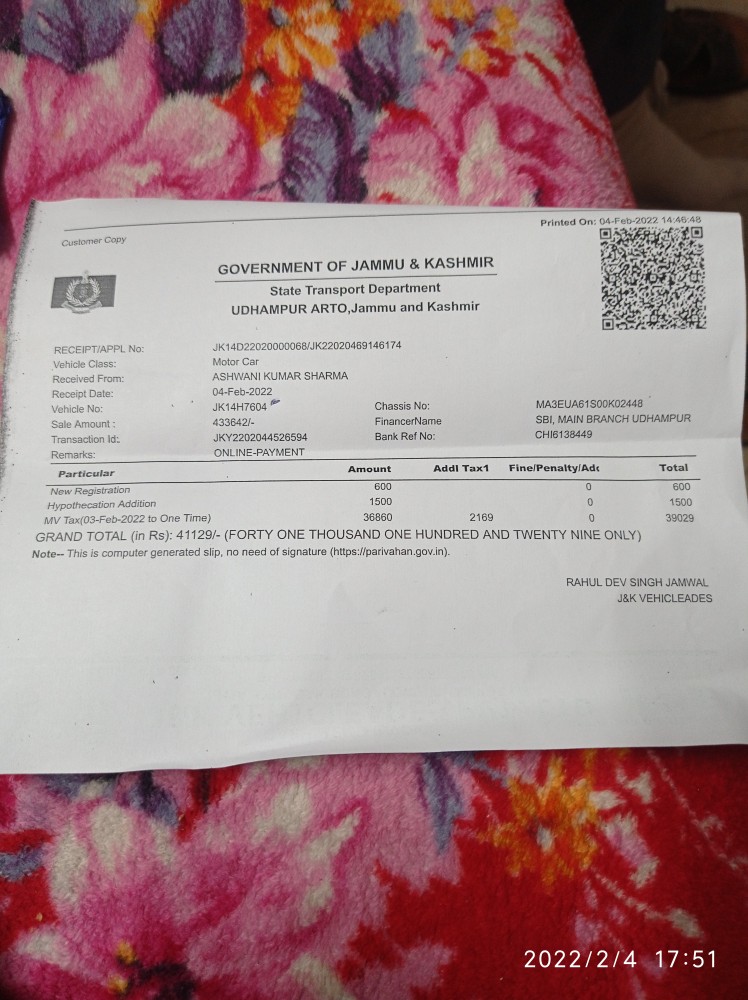 Printed On: 04-Feb-2022 14:46:48
Customer Copy
GOVERNMENT OF JAMMU & KASHMIR
State Transport Department
UDHAMPUR ARTO,Jammu and Kashmir
RECEIPT/APPL No: JK14D22020000068/JK22020469146174
Vehicle Class: Motor Car
Received From: ASHWANI KUMAR SHARMA
Receipt Date: 04-Feb-2022
Vehicle No: JK14H7604 Chassis No: MA3EUA61S00K02448
Sale Amount : 433642/- FinancerName SBI, MAIN BRANCH UDHAMPUR
Transaction Id: JKY2202044526594 Bank Ref No: CHI6138449
Remarks: ONLINE-PAYMENT
Particular Amount Addl Tax1 Fine/Penalty/Adc Total
New Registration 600 0 600
Hypothecation Addition 1500 0 1500
MV Tax(03-Feb-2022 to One Time) 36860 2169 0 39029
GRAND TOTAL (in Rs): 41129/- (FORTY ONE THOUSAND ONE HUNDRED AND TWENTY NINE ONLY)
Note-- This is computer generated slip, no need of signature (https://parivahan.gov.in).
RAHUL DEV SINGH JAMWAL
J&K VEHICLEADES
2022/2/4 17:51